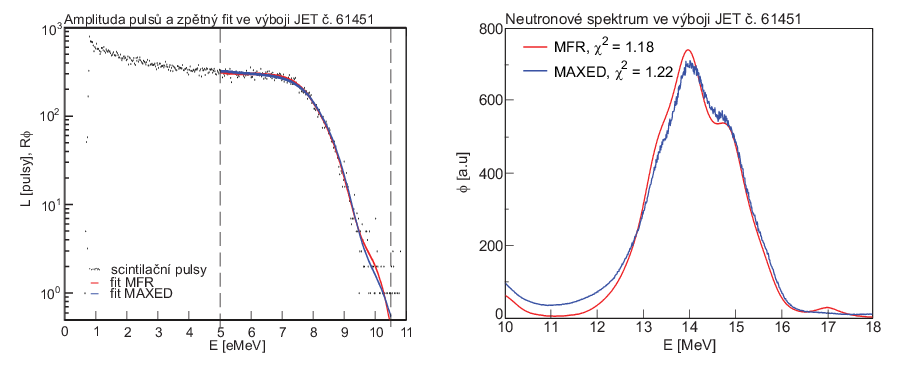 Amplituda pulsů a zpětný fit ve výboji JET č. 61451
10³
10²
10¹
10⁰
L [pulsy], Rϕ
scintilační pulsy
fit MFR
fit MAXED
0 1 2 3 4 5 6 7 8 9 10 11
E [eMeV]
Neutronové spektrum ve výboji JET č. 61451
MFR, χ² = 1.18
MAXED, χ² = 1.22
800
600
400
200
0
ϕ [a.u]
10 11 12 13 14 15 16 17 18
E [MeV]